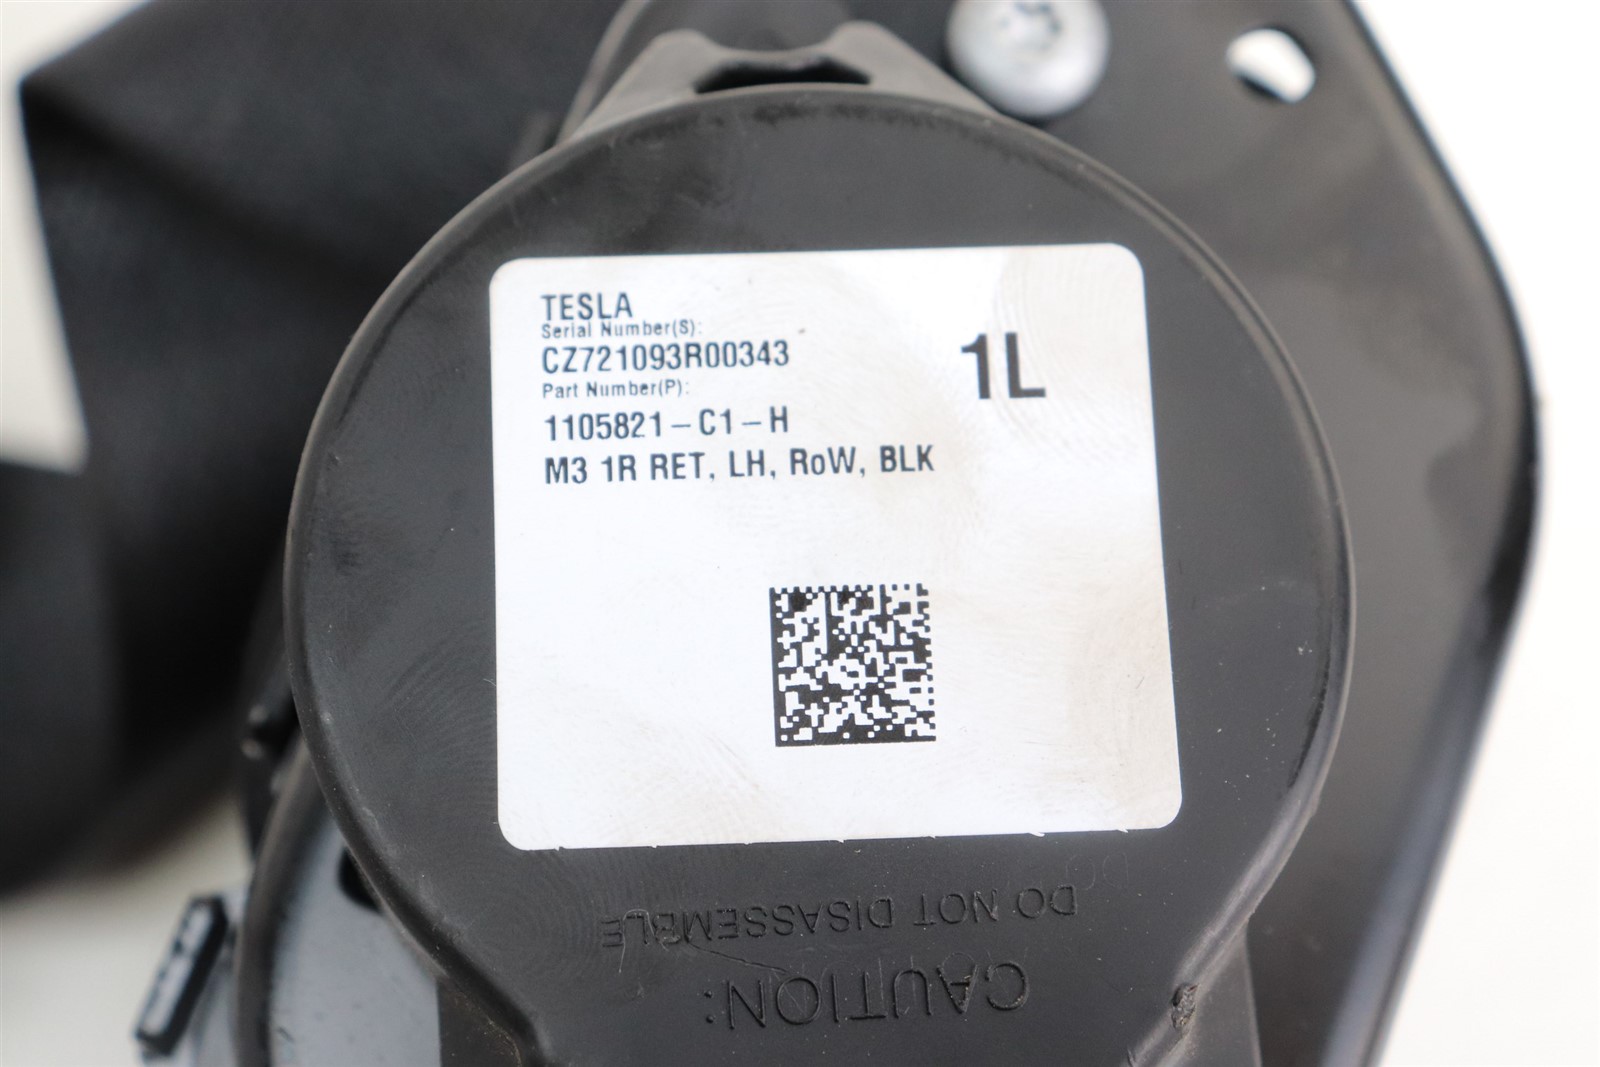 TESLA
Serial Number(S):
CZ721093R00343
1L
Part Number(P):
1105821-C1-H
M3 1R RET, LH, RoW, BLK
CAUTION:
DO NOT DISASSEMBLE